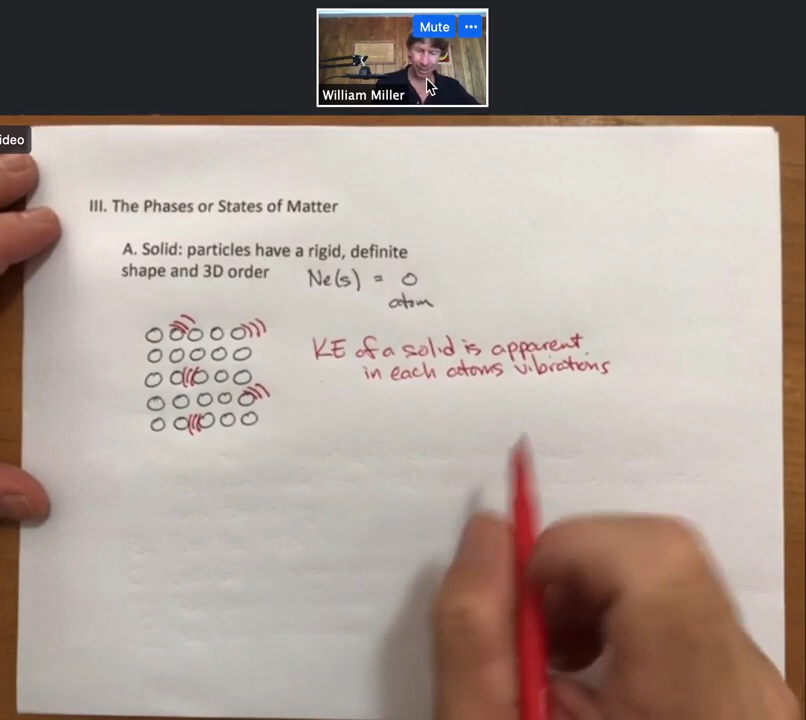 Mute
William Miller
ideo
III. The Phases or States of Matter
A. Solid: particles have a rigid, definite
shape and 3D order
Ne(s) = O
atom
KE of a solid is apparent
in each atoms vibrations